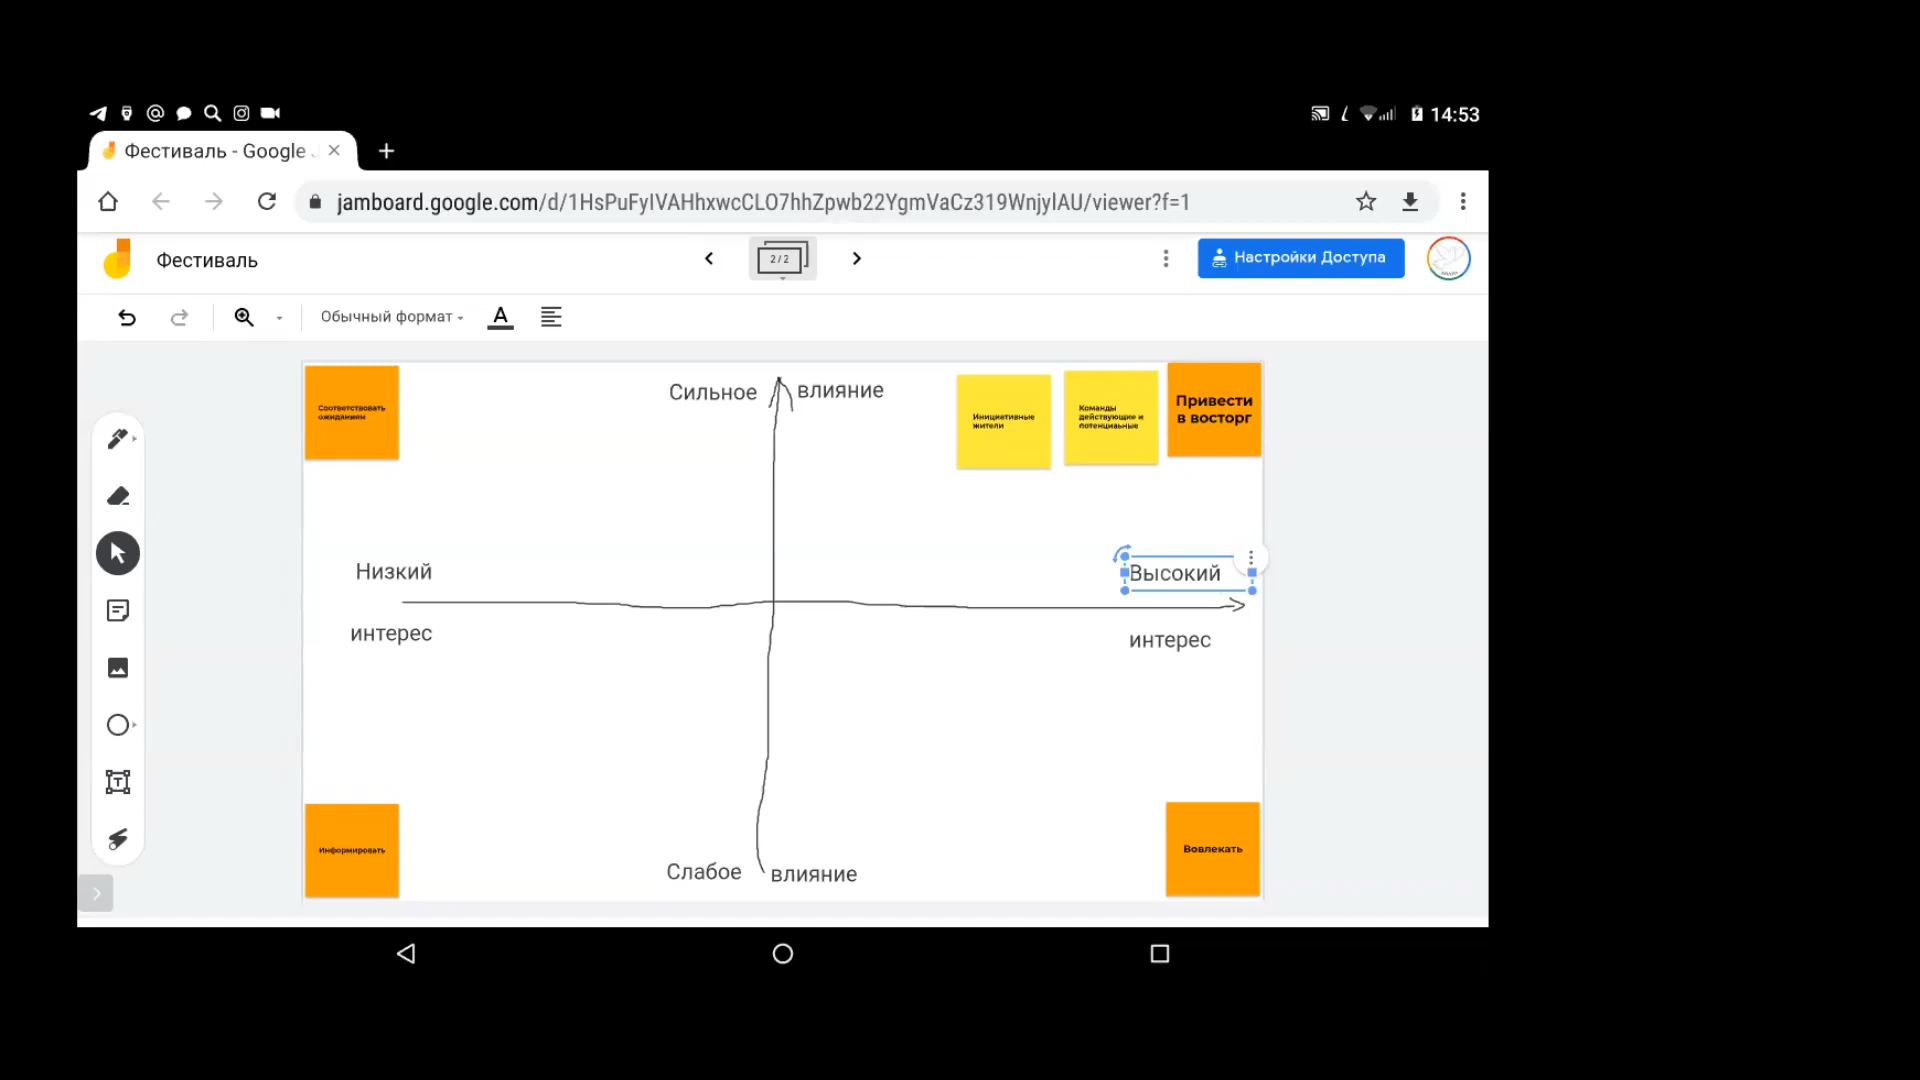 14:53
Фестиваль - Google J
jamboard.google.com/d/1HsPuFyIVAHhxwcCLO7hhZpwb22YgmVaCz319WnjylAU/viewer?f=1
Фестиваль
2 / 2
Настройки Доступа
Обычный формат
A
Соответствовать
ожиданиям
Сильное влияние
Инициативные
жители
Команды
действующие и
потенциальные
Привести
в восторг
Низкий
Высокий
интерес
интерес
Информировать
Вовлекать
Слабое влияние